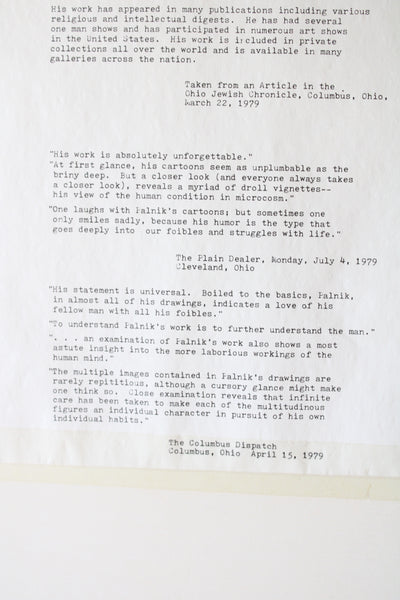 His work has appeared in many publications including various
religious and intellectual digests. He has had several
one man shows and has participated in numerous art shows
in the United States. His work is included in private
collections all over the world and is available in many
galleries across the nation.
Taken from an Article in the
Ohio Jewish Chronicle, Columbus, Ohio,
March 22, 1979
"His work is absolutely unforgettable."
"At first glance, his cartoons seem as unplumbable as the
briny deep. But a closer look (and everyone always takes
a closer look), reveals a myriad of droll vignettes--
his view of the human condition in microcosm."
"One laughs with Palnik's cartoons; but sometimes one
only smiles sadly, because his humor is the type that
goes deeply into our foibles and struggles with life."
The Plain Dealer, Monday, July 4, 1979
Cleveland, Ohio
"His statement is universal. Boiled to the basics, Palnik,
in almost all of his drawings, indicates a love of his
fellow man with all his foibles."
"To understand Palnik's work is to further understand the man."
". . . an examination of Palnik's work also shows a most
astute insight into the more laborious workings of the
human mind."
"The multiple images contained in Palnik's drawings are
rarely repititious, although a cursory glance might make
one think so. Close examination reveals that infinite
care has been taken to make each of the multitudinous
figures an individual character in pursuit of his own
individual habits."
The Columbus Dispatch
Columbus, Ohio April 15, 1979